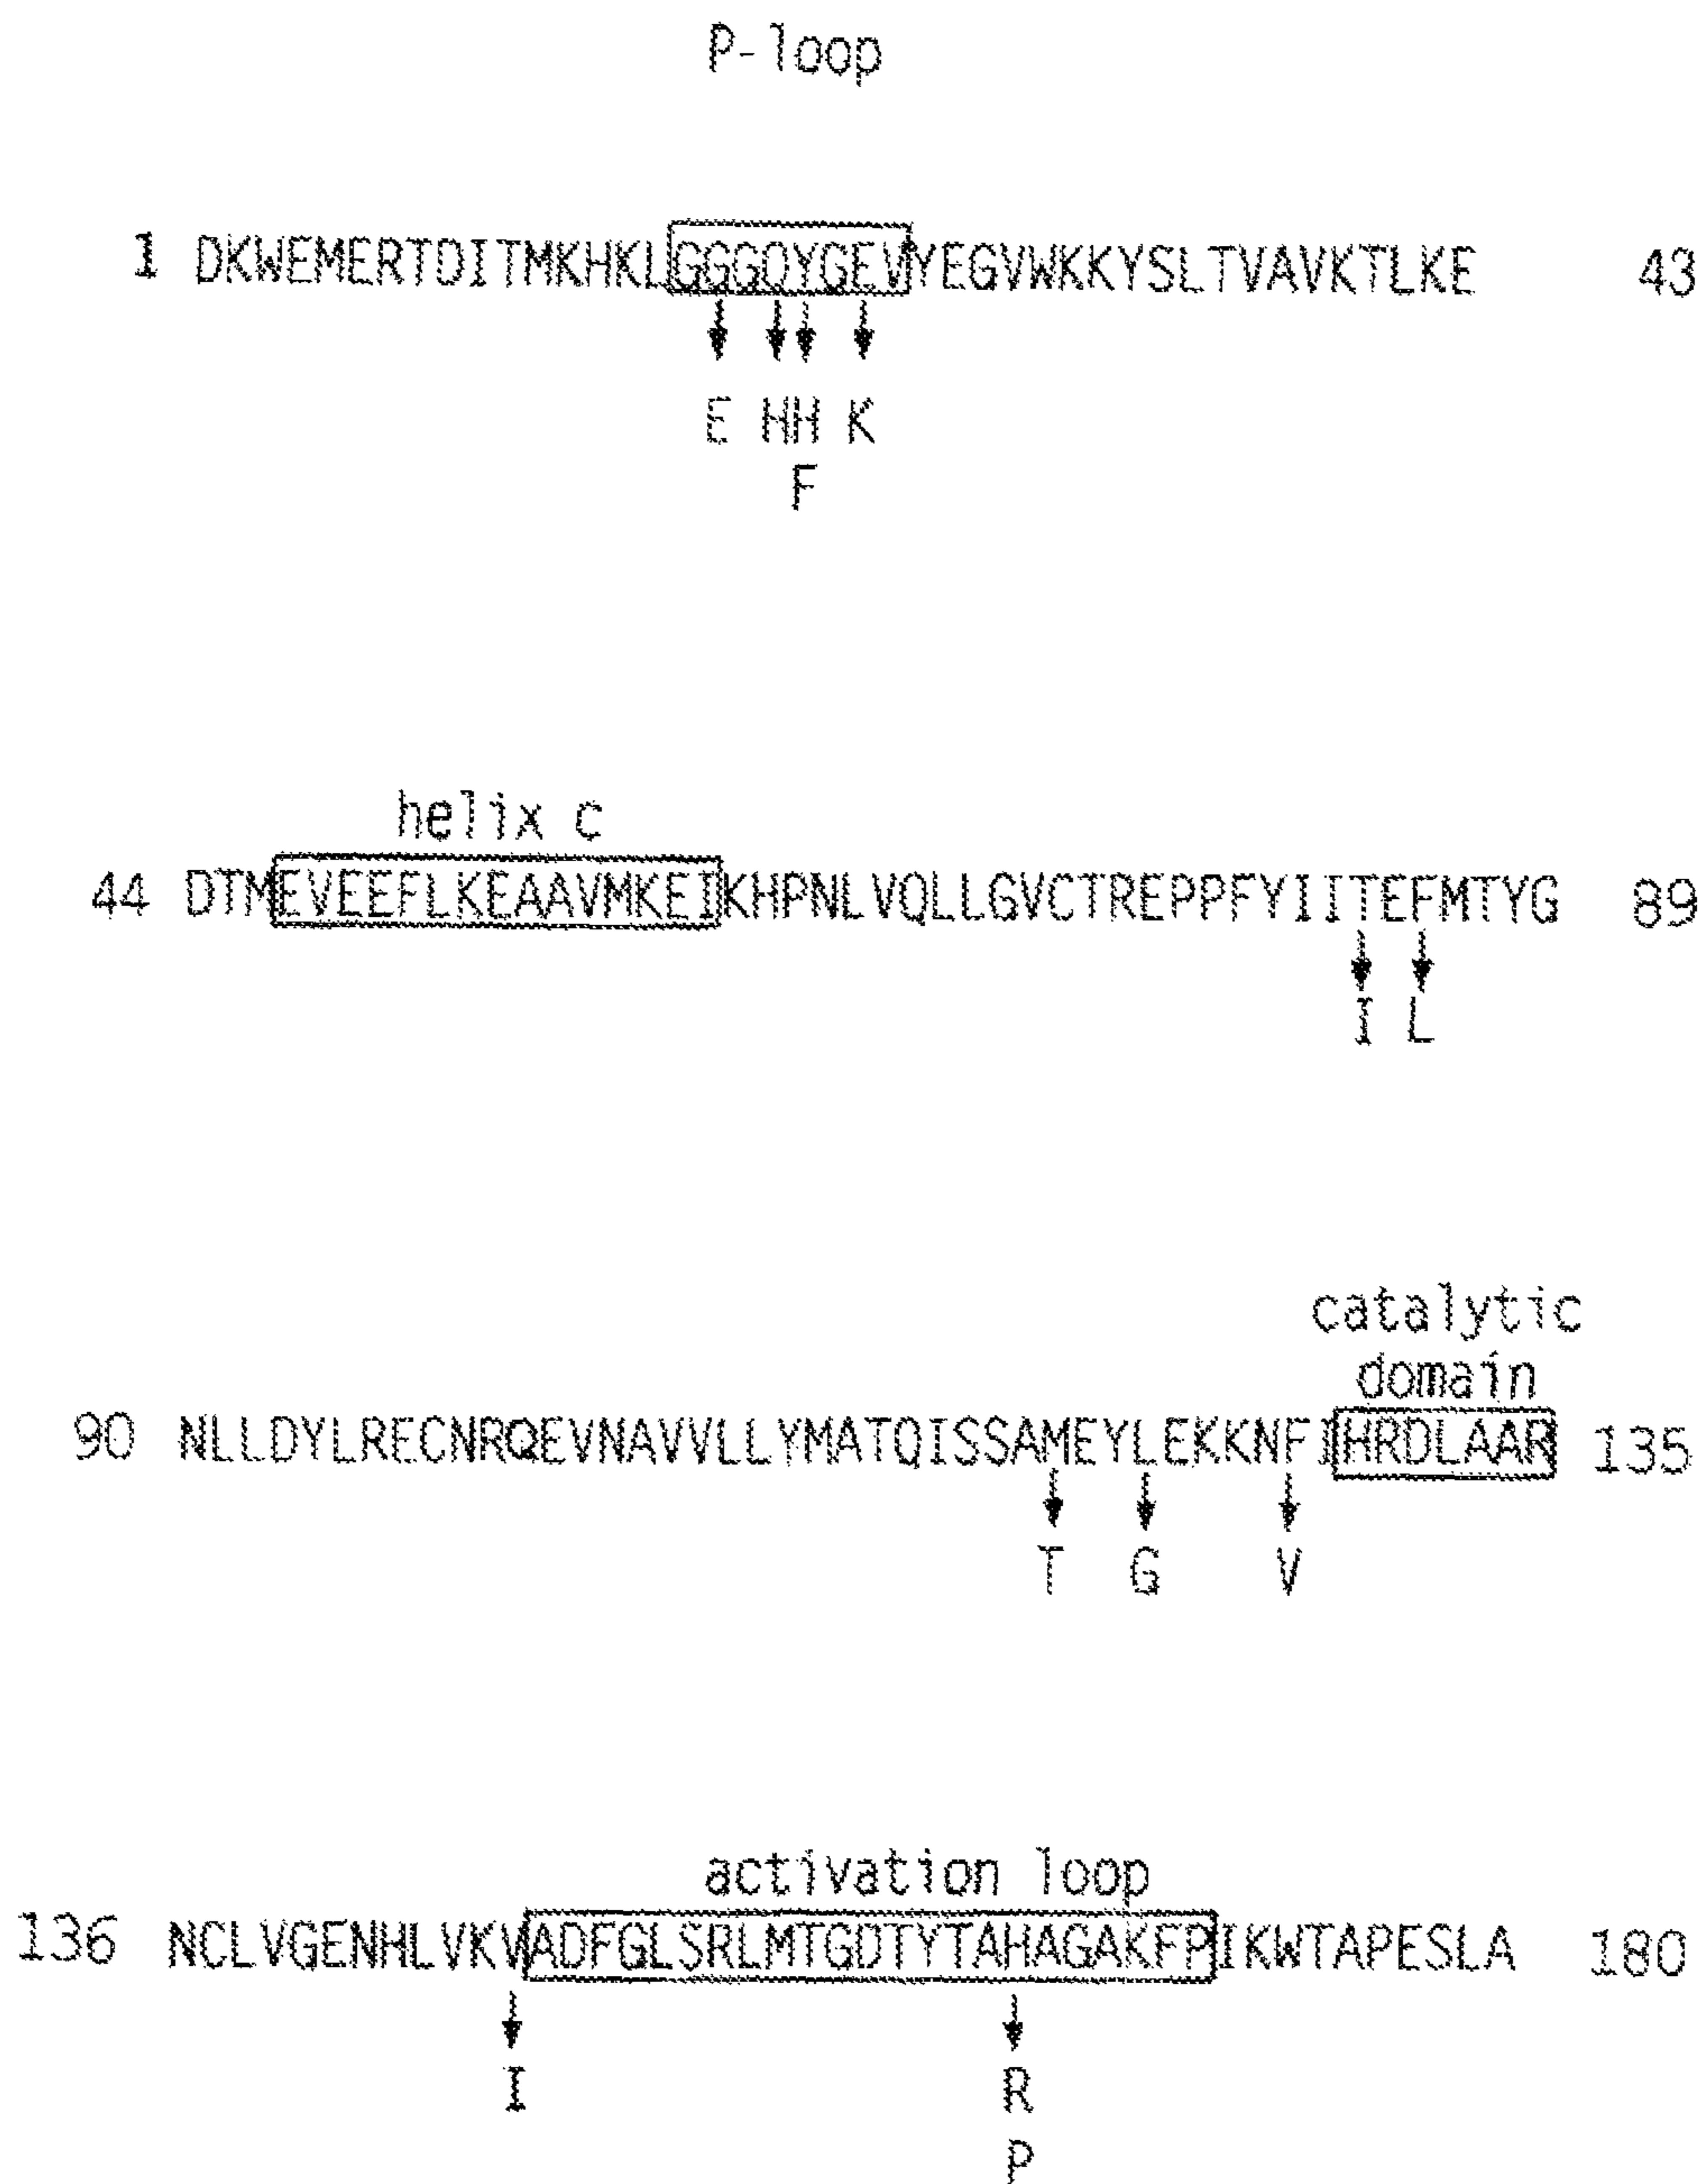 P-loop
1 DKWEMERTDITMKHKLGGGQYGEVYEGVWKKYSLTVAVKTLKE 43
E HH K
F
helix c
44 DTMEVEEFLKEAAVMKEIKHPNLVQLLGVCTREPPFYIITEFMTYG 89
I L
catalytic
domain
90 NLLDYLRECNRQEVNAVVLLYMATQISSAMEYLEKKNFIHRDLAAR 135
T G V
activation loop
136 NCLVGENHLVKVADFGLSRLMTGDTYTAHAGAKFPIKWTAPESLA 180
I R
P